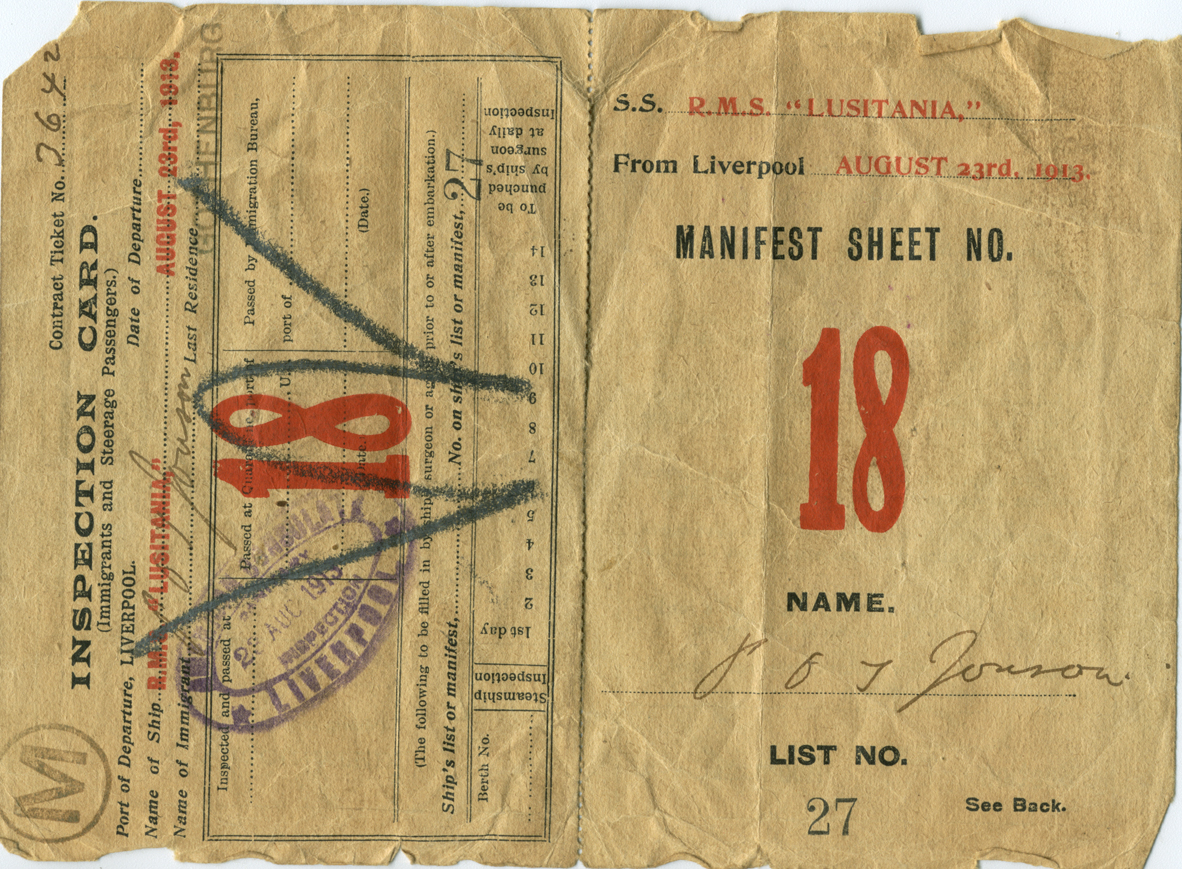 Contract Ticket No. 2642
INSPECTION CARD.
(Immigrants and Steerage Passengers.)
Port of Departure, LIVERPOOL.
Date of Departure
Name of Ship R.M.S. "LUSITANIA," AUGUST 23rd, 1913.
Name of Immigrant Last Residence
GOTHENBURG
Inspected and passed at
Passed at Quarantine, port of
U.S.
(Date.)
Passed by Immigration Bureau,
port of
(Date.)
18
AUG 1913
INSPECTION
LIVERPOOL
(The following to be filled in by ship's surgeon or agent prior to or after embarkation.)
Ship's list or manifest, No. on ship's list or manifest, 27
Berth No.
Steamship
Inspection
1st day 2 3 4 5 7 8 9 10 11 12 13 14
To be
punched
by ship's
surgeon
at daily
Inspection
M
S.S. R.M.S. "LUSITANIA,"
From Liverpool AUGUST 23rd, 1913.
MANIFEST SHEET NO.
18
NAME.
Jonson
LIST NO.
27
See Back.